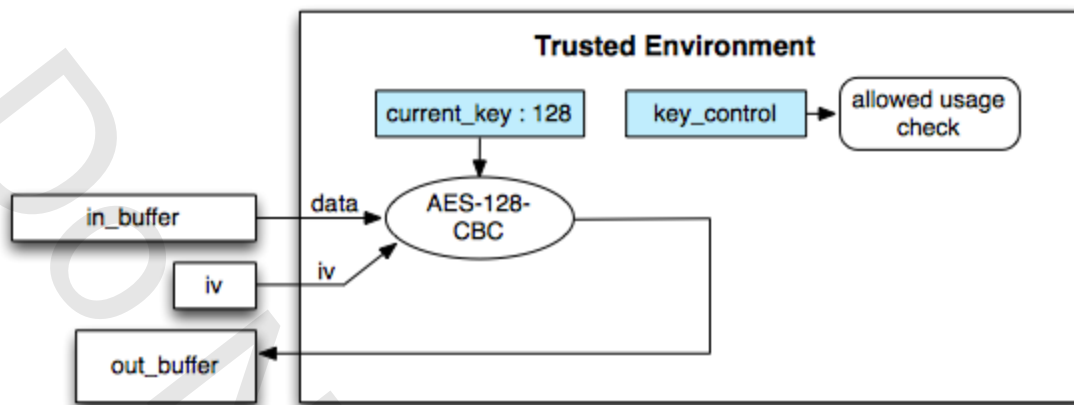 Trusted Environment
current_key : 128
key_control
allowed usage
check
in_buffer
data
AES-128-
CBC
iv
iv
out_buffer